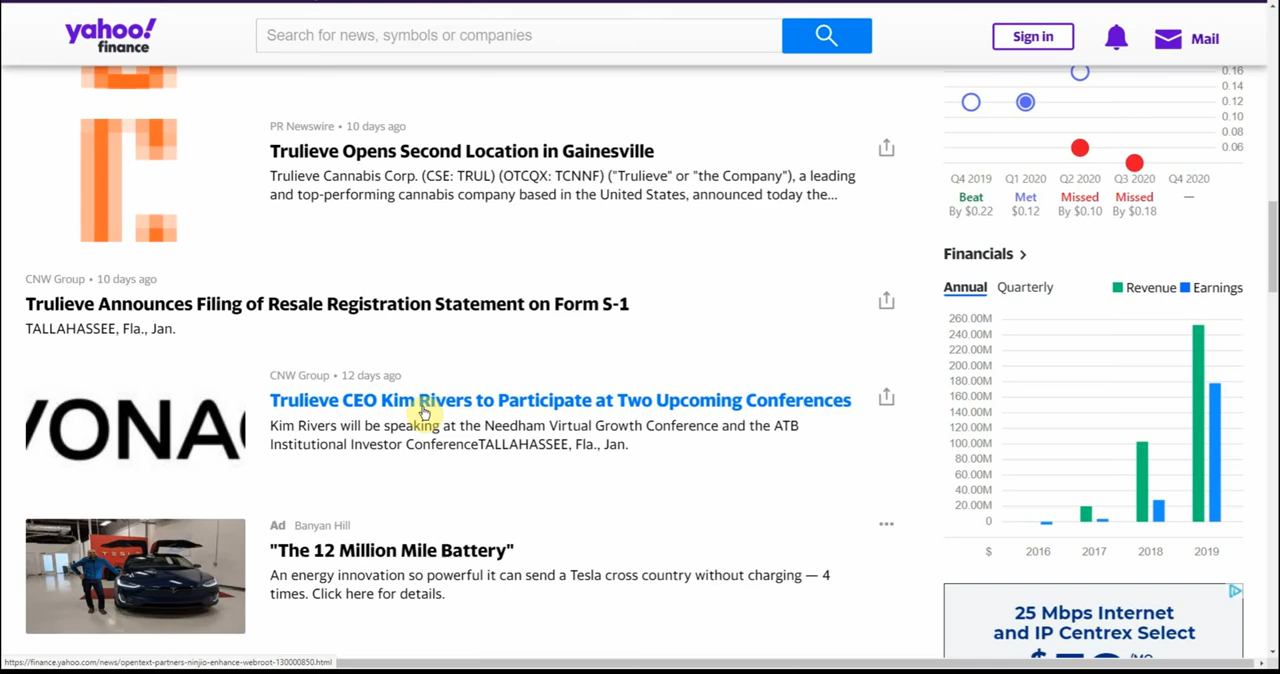 yahoo!
finance
Search for news, symbols or companies
Sign in
Mail
PR Newswire • 10 days ago
Trulieve Opens Second Location in Gainesville
Trulieve Cannabis Corp. (CSE: TRUL) (OTCQX: TCNNF) ("Trulieve" or "the Company"), a leading
and top-performing cannabis company based in the United States, announced today the...
CNW Group • 10 days ago
Trulieve Announces Filing of Resale Registration Statement on Form S-1
TALLAHASSEE, Fla., Jan.
VONAG
CNW Group • 12 days ago
Trulieve CEO Kim Rivers to Participate at Two Upcoming Conferences
Kim Rivers will be speaking at the Needham Virtual Growth Conference and the ATB
Institutional Investor ConferenceTALLAHASSEE, Fla., Jan.
TESLA
Ad Banyan Hill
"The 12 Million Mile Battery"
An energy innovation so powerful it can send a Tesla cross country without charging — 4
times. Click here for details.
0.16
0.14
0.12
0.10
0.08
0.06
Q4 2019 Q1 2020 Q2 2020 Q3 2020 Q4 2020
Beat Met Missed Missed —
By $0.22 $0.12 By $0.10 By $0.18
Financials >
Annual Quarterly Revenue Earnings
260.00M
240.00M
220.00M
200.00M
180.00M
160.00M
140.00M
120.00M
100.00M
80.00M
60.00M
40.00M
20.00M
0
$ 2016 2017 2018 2019
25 Mbps Internet
and IP Centrex Select
https://finance.yahoo.com/news/opentext-partners-ninjio-enhance-webroot-130000850.html